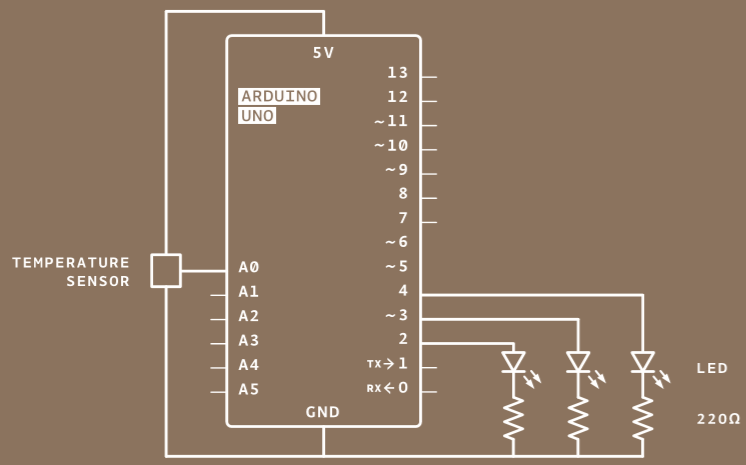 5V
ARDUINO
UNO
13
12
~11
~10
~9
8
7
~6
~5
4
~3
2
TX→1
RX←0
TEMPERATURE
SENSOR
A0
A1
A2
A3
A4
A5
GND
LED
220Ω